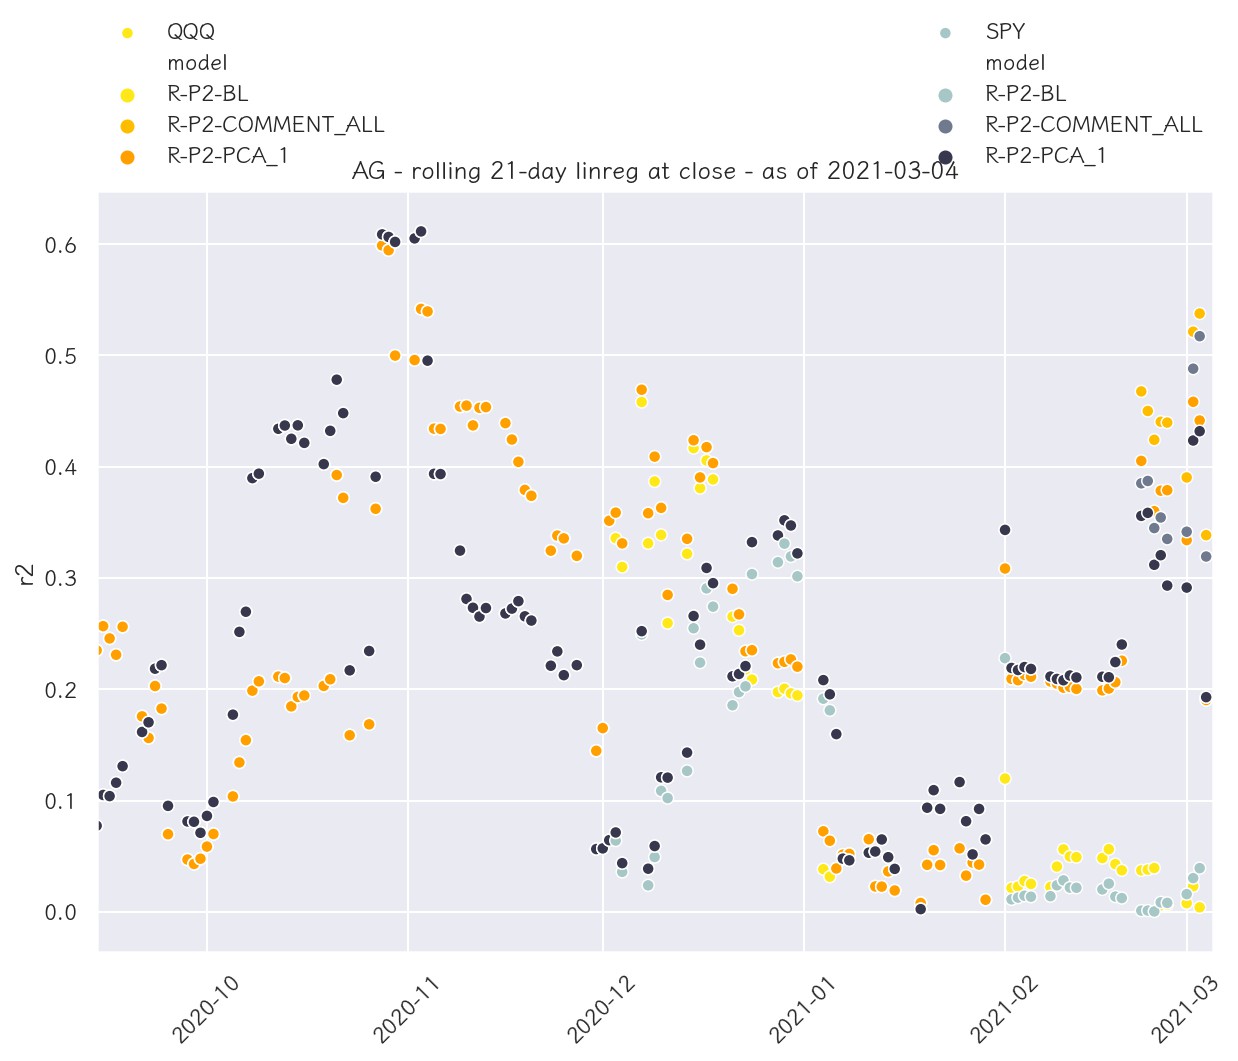 QQQ
model
R-P2-BL
R-P2-COMMENT_ALL
R-P2-PCA_1
SPY
model
R-P2-BL
R-P2-COMMENT_ALL
R-P2-PCA_1
AG - rolling 21-day linreg at close - as of 2021-03-04
0.6
0.5
0.4
0.3
0.2
0.1
0.0
r2
2020-10
2020-11
2020-12
2021-01
2021-02
2021-03